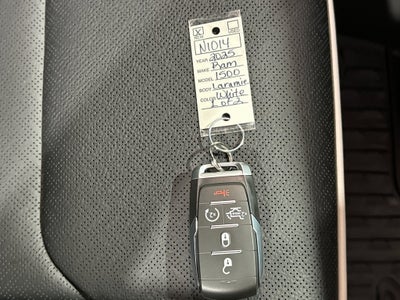 N1014
YEAR 2025
MAKE Ram
MODEL 1500
BODY Laramie
COLOR White
1 of 2